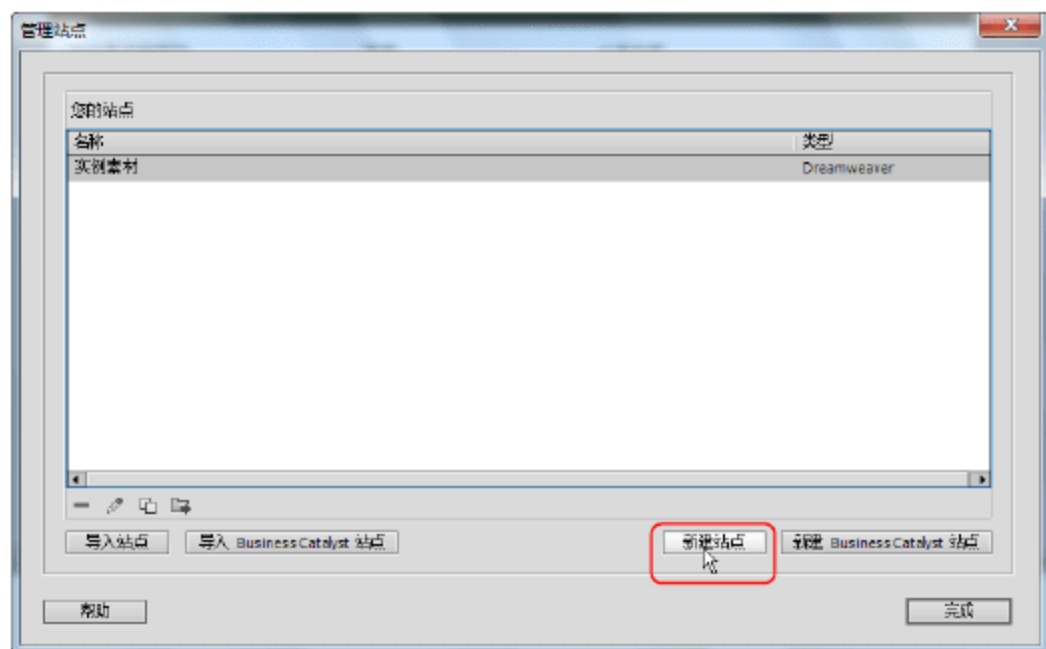 管理站点
您的站点
名称 类型
实例素材 Dreamweaver
导入站点 导入 Business Catalyst 站点 新建站点 新建 Business Catalyst 站点
帮助 完成